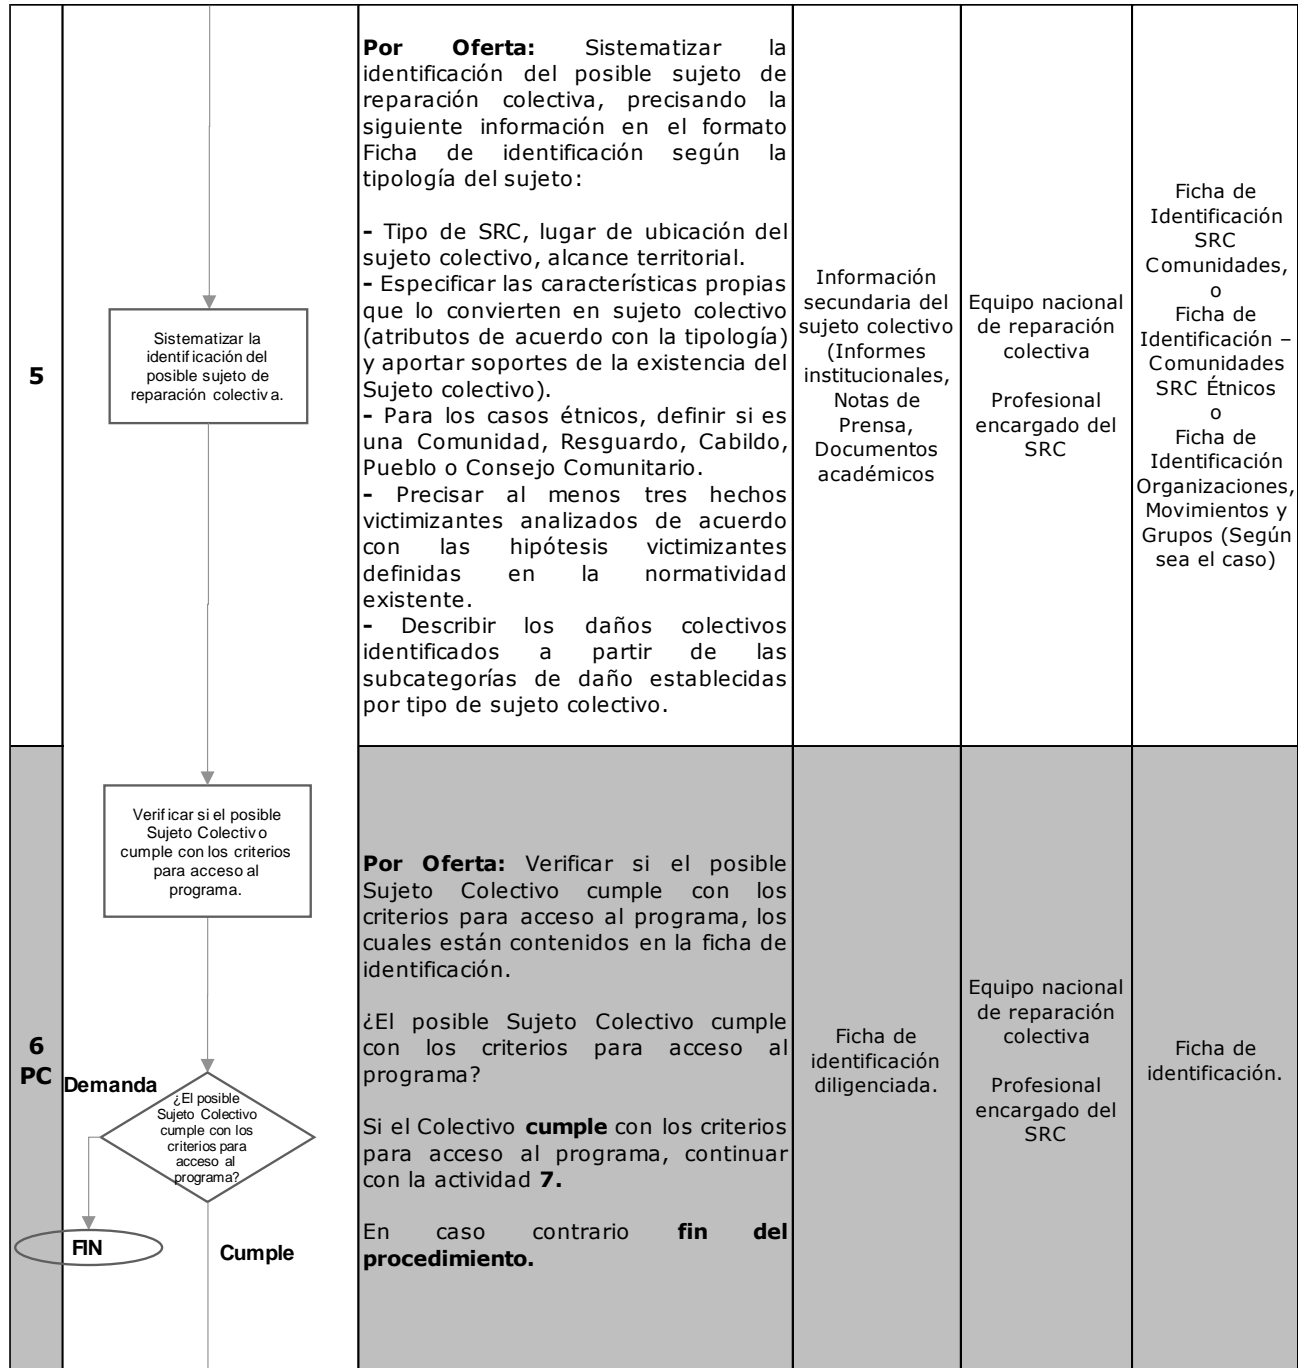 5
Sistematizar la
identificación del
posible sujeto de
reparación colectiva.
Por Oferta: Sistematizar la
identificación del posible sujeto de
reparación colectiva, precisando la
siguiente información en el formato
Ficha de identificación según la
tipología del sujeto:
- Tipo de SRC, lugar de ubicación del
sujeto colectivo, alcance territorial.
- Especificar las características propias
que lo convierten en sujeto colectivo
(atributos de acuerdo con la tipología)
y aportar soportes de la existencia del
Sujeto colectivo).
- Para los casos étnicos, definir si es
una Comunidad, Resguardo, Cabildo,
Pueblo o Consejo Comunitario.
- Precisar al menos tres hechos
victimizantes analizados de acuerdo
con las hipótesis victimizantes
definidas en la normatividad
existente.
- Describir los daños colectivos
identificados a partir de las
subcategorías de daño establecidas
por tipo de sujeto colectivo.
Información
secundaria del
sujeto colectivo
(Informes
institucionales,
Notas de
Prensa,
Documentos
académicos
Equipo nacional
de reparación
colectiva
Profesional
encargado del
SRC
Ficha de
Identificación
SRC
Comunidades,
o
Ficha de
Identificación –
Comunidades
SRC Étnicos
o
Ficha de
Identificación
Organizaciones,
Movimientos y
Grupos (Según
sea el caso)
6
PC
Verificar si el posible
Sujeto Colectivo
cumple con los criterios
para acceso al
programa.
Demanda
¿El posible
Sujeto Colectivo
cumple con los
criterios para
acceso al
programa?
FIN
Cumple
Por Oferta: Verificar si el posible
Sujeto Colectivo cumple con los
criterios para acceso al programa, los
cuales están contenidos en la ficha de
identificación.
¿El posible Sujeto Colectivo cumple
con los criterios para acceso al
programa?
Si el Colectivo cumple con los criterios
para acceso al programa, continuar
con la actividad 7.
En caso contrario fin del
procedimiento.
Ficha de
identificación
diligenciada.
Equipo nacional
de reparación
colectiva
Profesional
encargado del
SRC
Ficha de
identificación.